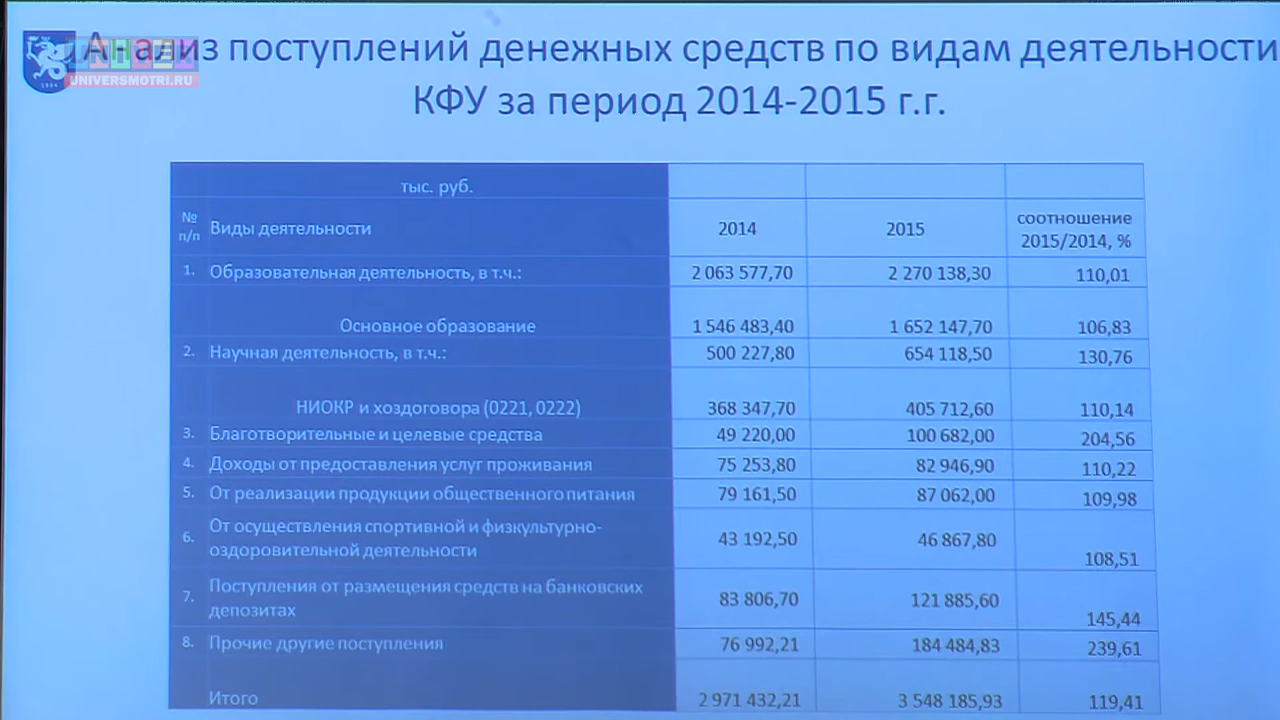 Анализ поступлений денежных средств по видам деятельности
UNIVERSMOTRI.RU
КФУ за период 2014-2015 г.г.
тыс. руб.
№ п/п Виды деятельности 2014 2015 соотношение 2015/2014, %
1. Образовательная деятельность, в т.ч.: 2 063 577,70 2 270 138,30 110,01
Основное образование 1 546 483,40 1 652 147,70 106,83
2. Научная деятельность, в т.ч.: 500 227,80 654 118,50 130,76
НИОКР и хоздоговора (0221, 0222) 368 347,70 405 712,60 110,14
3. Благотворительные и целевые средства 49 220,00 100 682,00 204,56
4. Доходы от предоставления услуг проживания 75 253,80 82 946,90 110,22
5. От реализации продукции общественного питания 79 161,50 87 062,00 109,98
6. От осуществления спортивной и физкультурно-
оздоровительной деятельности 43 192,50 46 867,80 108,51
7. Поступления от размещения средств на банковских
депозитах 83 806,70 121 885,60 145,44
8. Прочие другие поступления 76 992,21 184 484,83 239,61
Итого 2 971 432,21 3 548 185,93 119,41